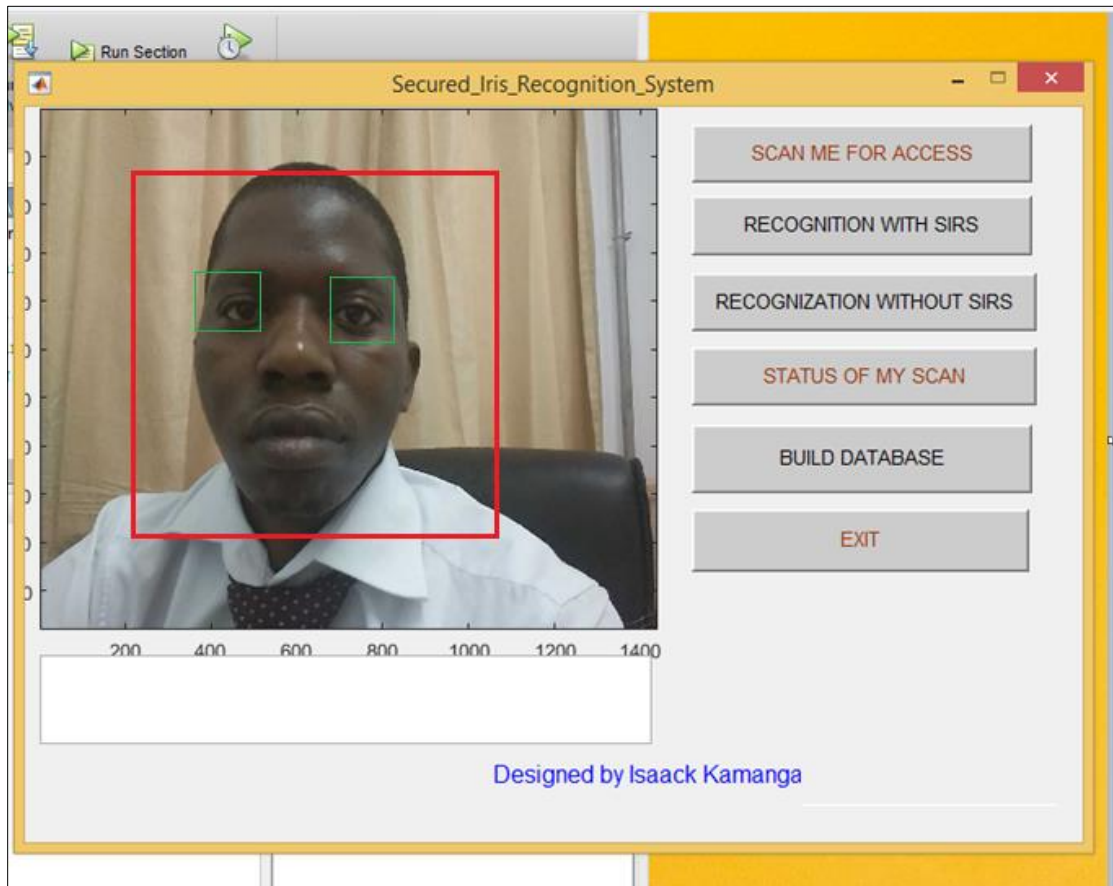 Run Section
Secured_Iris_Recognition_System
SCAN ME FOR ACCESS
RECOGNITION WITH SIRS
RECOGNIZATION WITHOUT SIRS
STATUS OF MY SCAN
BUILD DATABASE
EXIT
200 400 600 800 1000 1200 1400
Designed by Isaack Kamanga